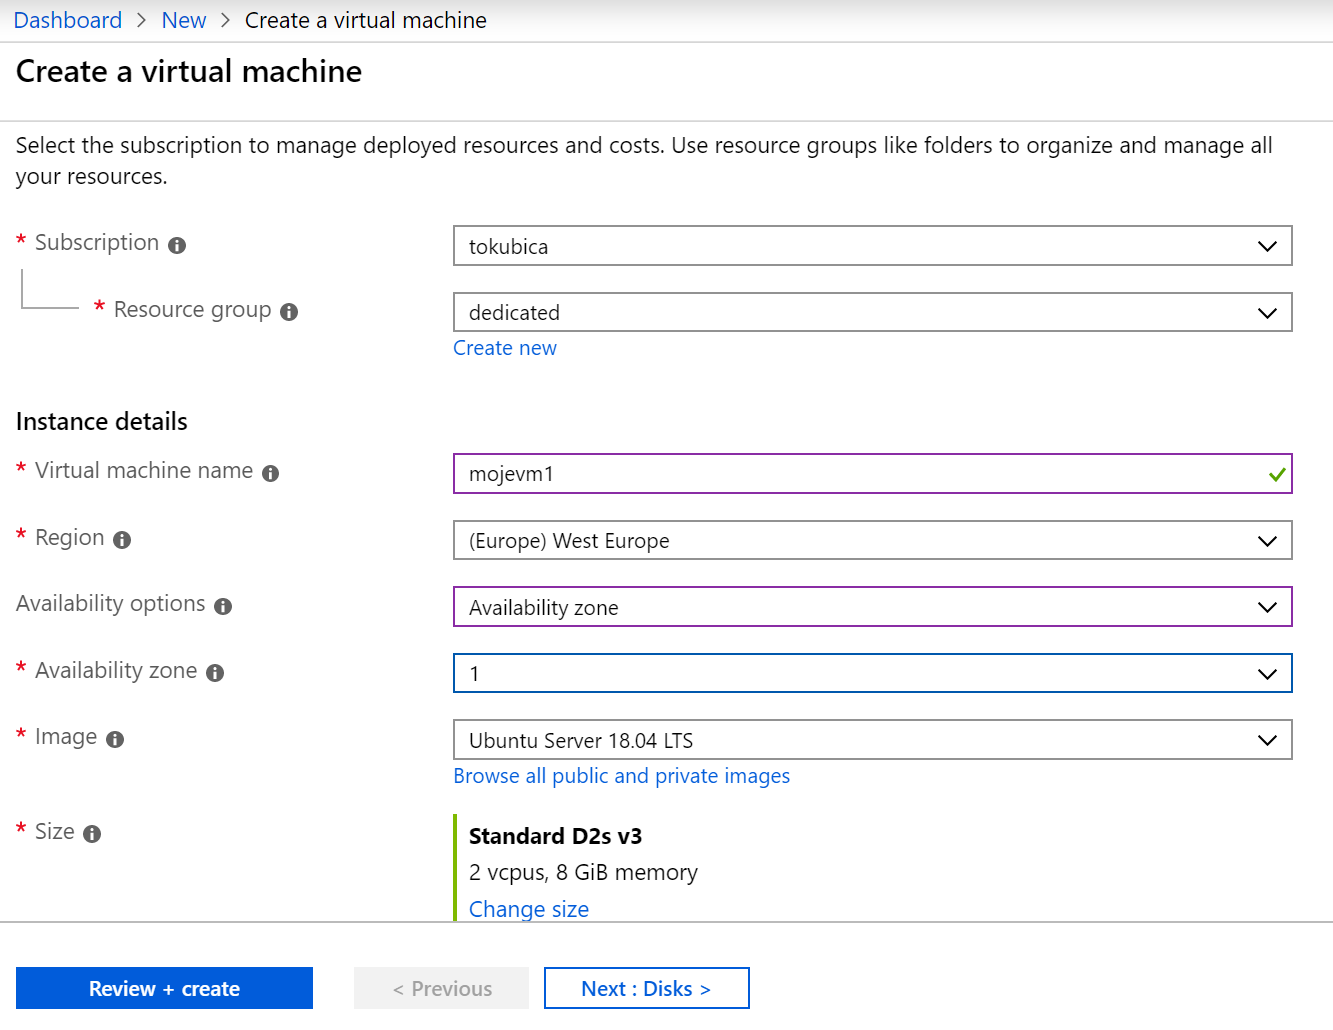 Dashboard > New > Create a virtual machine
Create a virtual machine
Select the subscription to manage deployed resources and costs. Use resource groups like folders to organize and manage all
your resources.
* Subscription
tokubica
* Resource group
dedicated
Create new
Instance details
* Virtual machine name
mojevm1
* Region
(Europe) West Europe
Availability options
Availability zone
* Availability zone
1
* Image
Ubuntu Server 18.04 LTS
Browse all public and private images
* Size
Standard D2s v3
2 vcpus, 8 GiB memory
Change size
Review + create
< Previous
Next : Disks >